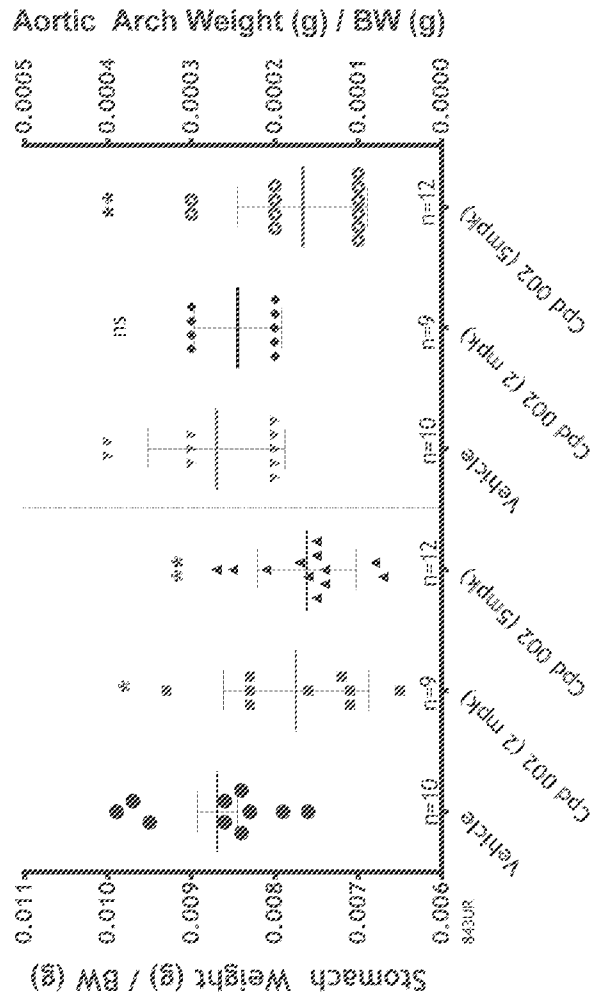 Aortic Arch Weight (g) / BW (g)
0.0005
0.0004
0.0003
0.0002
0.0001
0.0000
Stomach Weight (g) / BW (g)
0.011
0.010
0.009
0.008
0.007
0.006
*
**
ns
**
n=10
n=9
n=12
n=10
n=9
n=12
Vehicle
Cpd 002 (2 mpk)
Cpd 002 (5mpk)
Vehicle
Cpd 002 (2 mpk)
Cpd 002 (5mpk)
843UR